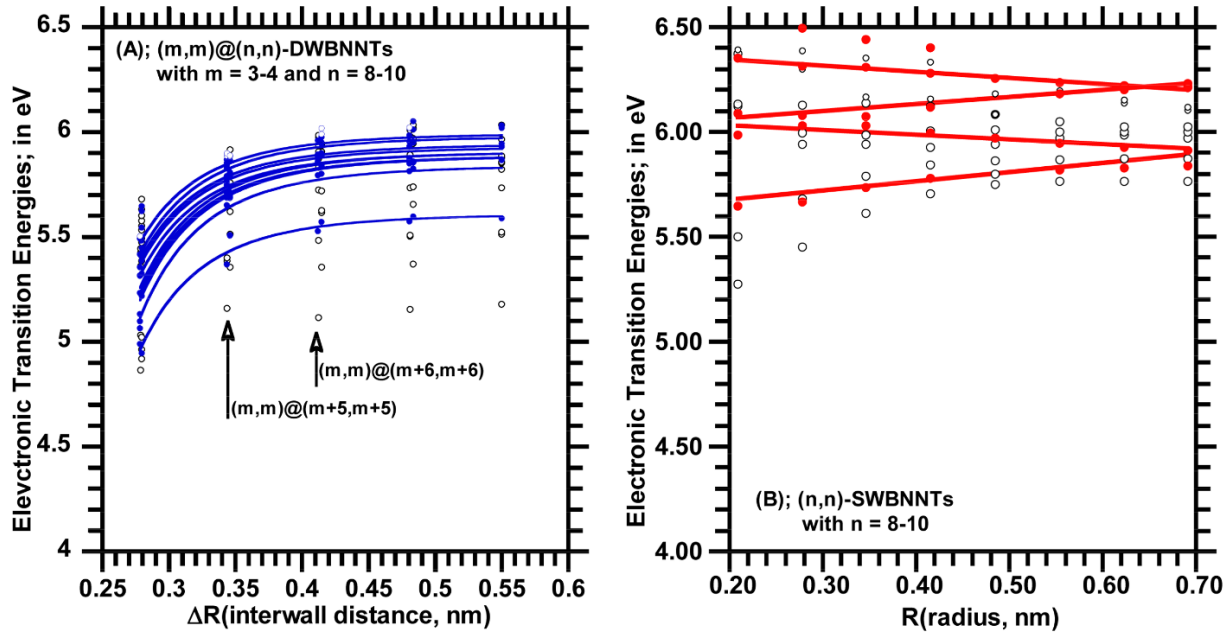 (A); (m,m)@(n,n)-DWBNNTs
with m = 3-4 and n = 8-10
Elevctronic Transition Energies; in eV
6.5
6
5.5
5
4.5
4
(m,m)@(m+6,m+6)
(m,m)@(m+5,m+5)
0.25
0.3
0.35
0.4
0.45
0.5
0.55
0.6
ΔR(interwall distance, nm)
Electronic Transition Energies; in eV
6.50
6.00
5.50
5.00
4.50
4.00
(B); (n,n)-SWBNNTs
with n = 8-10
0.20
0.30
0.40
0.50
0.60
0.70
R(radius, nm)